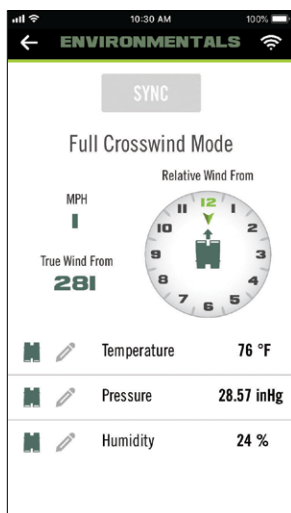 10:30 AM 100%
ENVIRONMENTALS
SYNC
Full Crosswind Mode
Relative Wind From
MPH
1
True Wind From
281
12
1
2
3
4
5
6
7
8
9
10
11
Temperature 76 °F
Pressure 28.57 inHg
Humidity 24 %